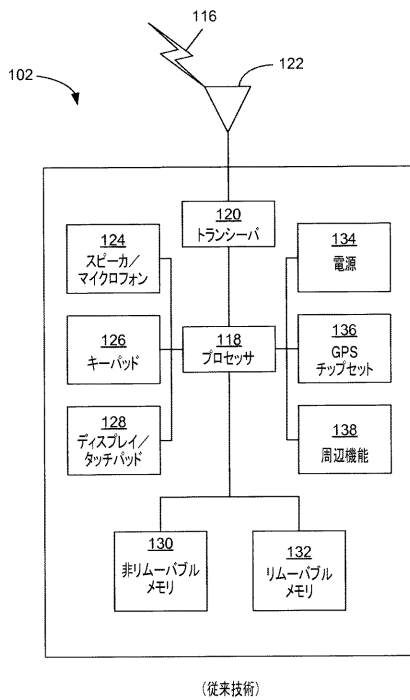 116
122
102
120
トランシーバ
124
スピーカ/
マイクロフォン
134
電源
126
キーパッド
118
プロセッサ
136
GPS
チップセット
128
ディスプレイ/
タッチパッド
138
周辺機能
130
非リムーバブル
メモリ
132
リムーバブル
メモリ
(従来技術)